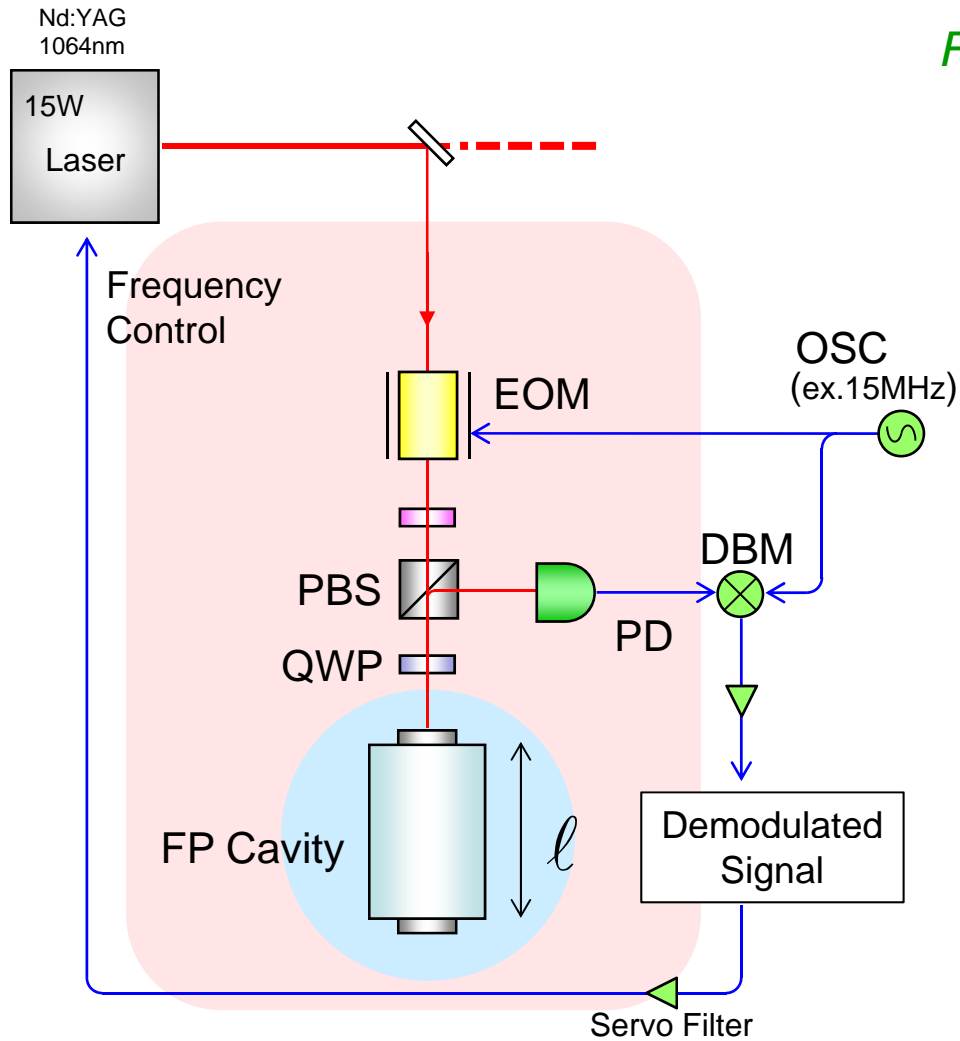 Nd:YAG
1064nm
F
15W
Laser
Frequency
Control
OSC
(ex.15MHz)
EOM
DBM
PBS
PD
QWP
FP Cavity
ℓ
Demodulated
Signal
Servo Filter